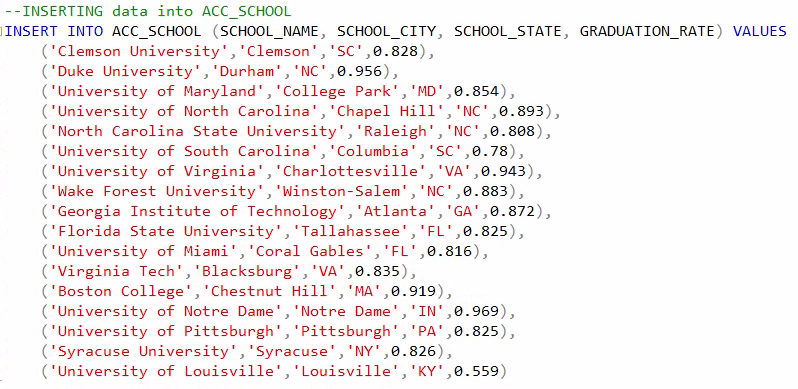 --INSERTING data into ACC_SCHOOL
INSERT INTO ACC_SCHOOL (SCHOOL_NAME, SCHOOL_CITY, SCHOOL_STATE, GRADUATION_RATE) VALUES
('Clemson University','Clemson','SC',0.828),
('Duke University','Durham','NC',0.956),
('University of Maryland','College Park','MD',0.854),
('University of North Carolina','Chapel Hill','NC',0.893),
('North Carolina State University','Raleigh','NC',0.808),
('University of South Carolina','Columbia','SC',0.78),
('University of Virginia','Charlottesville','VA',0.943),
('Wake Forest University','Winston-Salem','NC',0.883),
('Georgia Institute of Technology','Atlanta','GA',0.872),
('Florida State University','Tallahassee','FL',0.825),
('University of Miami','Coral Gables','FL',0.816),
('Virginia Tech','Blacksburg','VA',0.835),
('Boston College','Chestnut Hill','MA',0.919),
('University of Notre Dame','Notre Dame','IN',0.969),
('University of Pittsburgh','Pittsburgh','PA',0.825),
('Syracuse University','Syracuse','NY',0.826),
('University of Louisville','Louisville','KY',0.559)